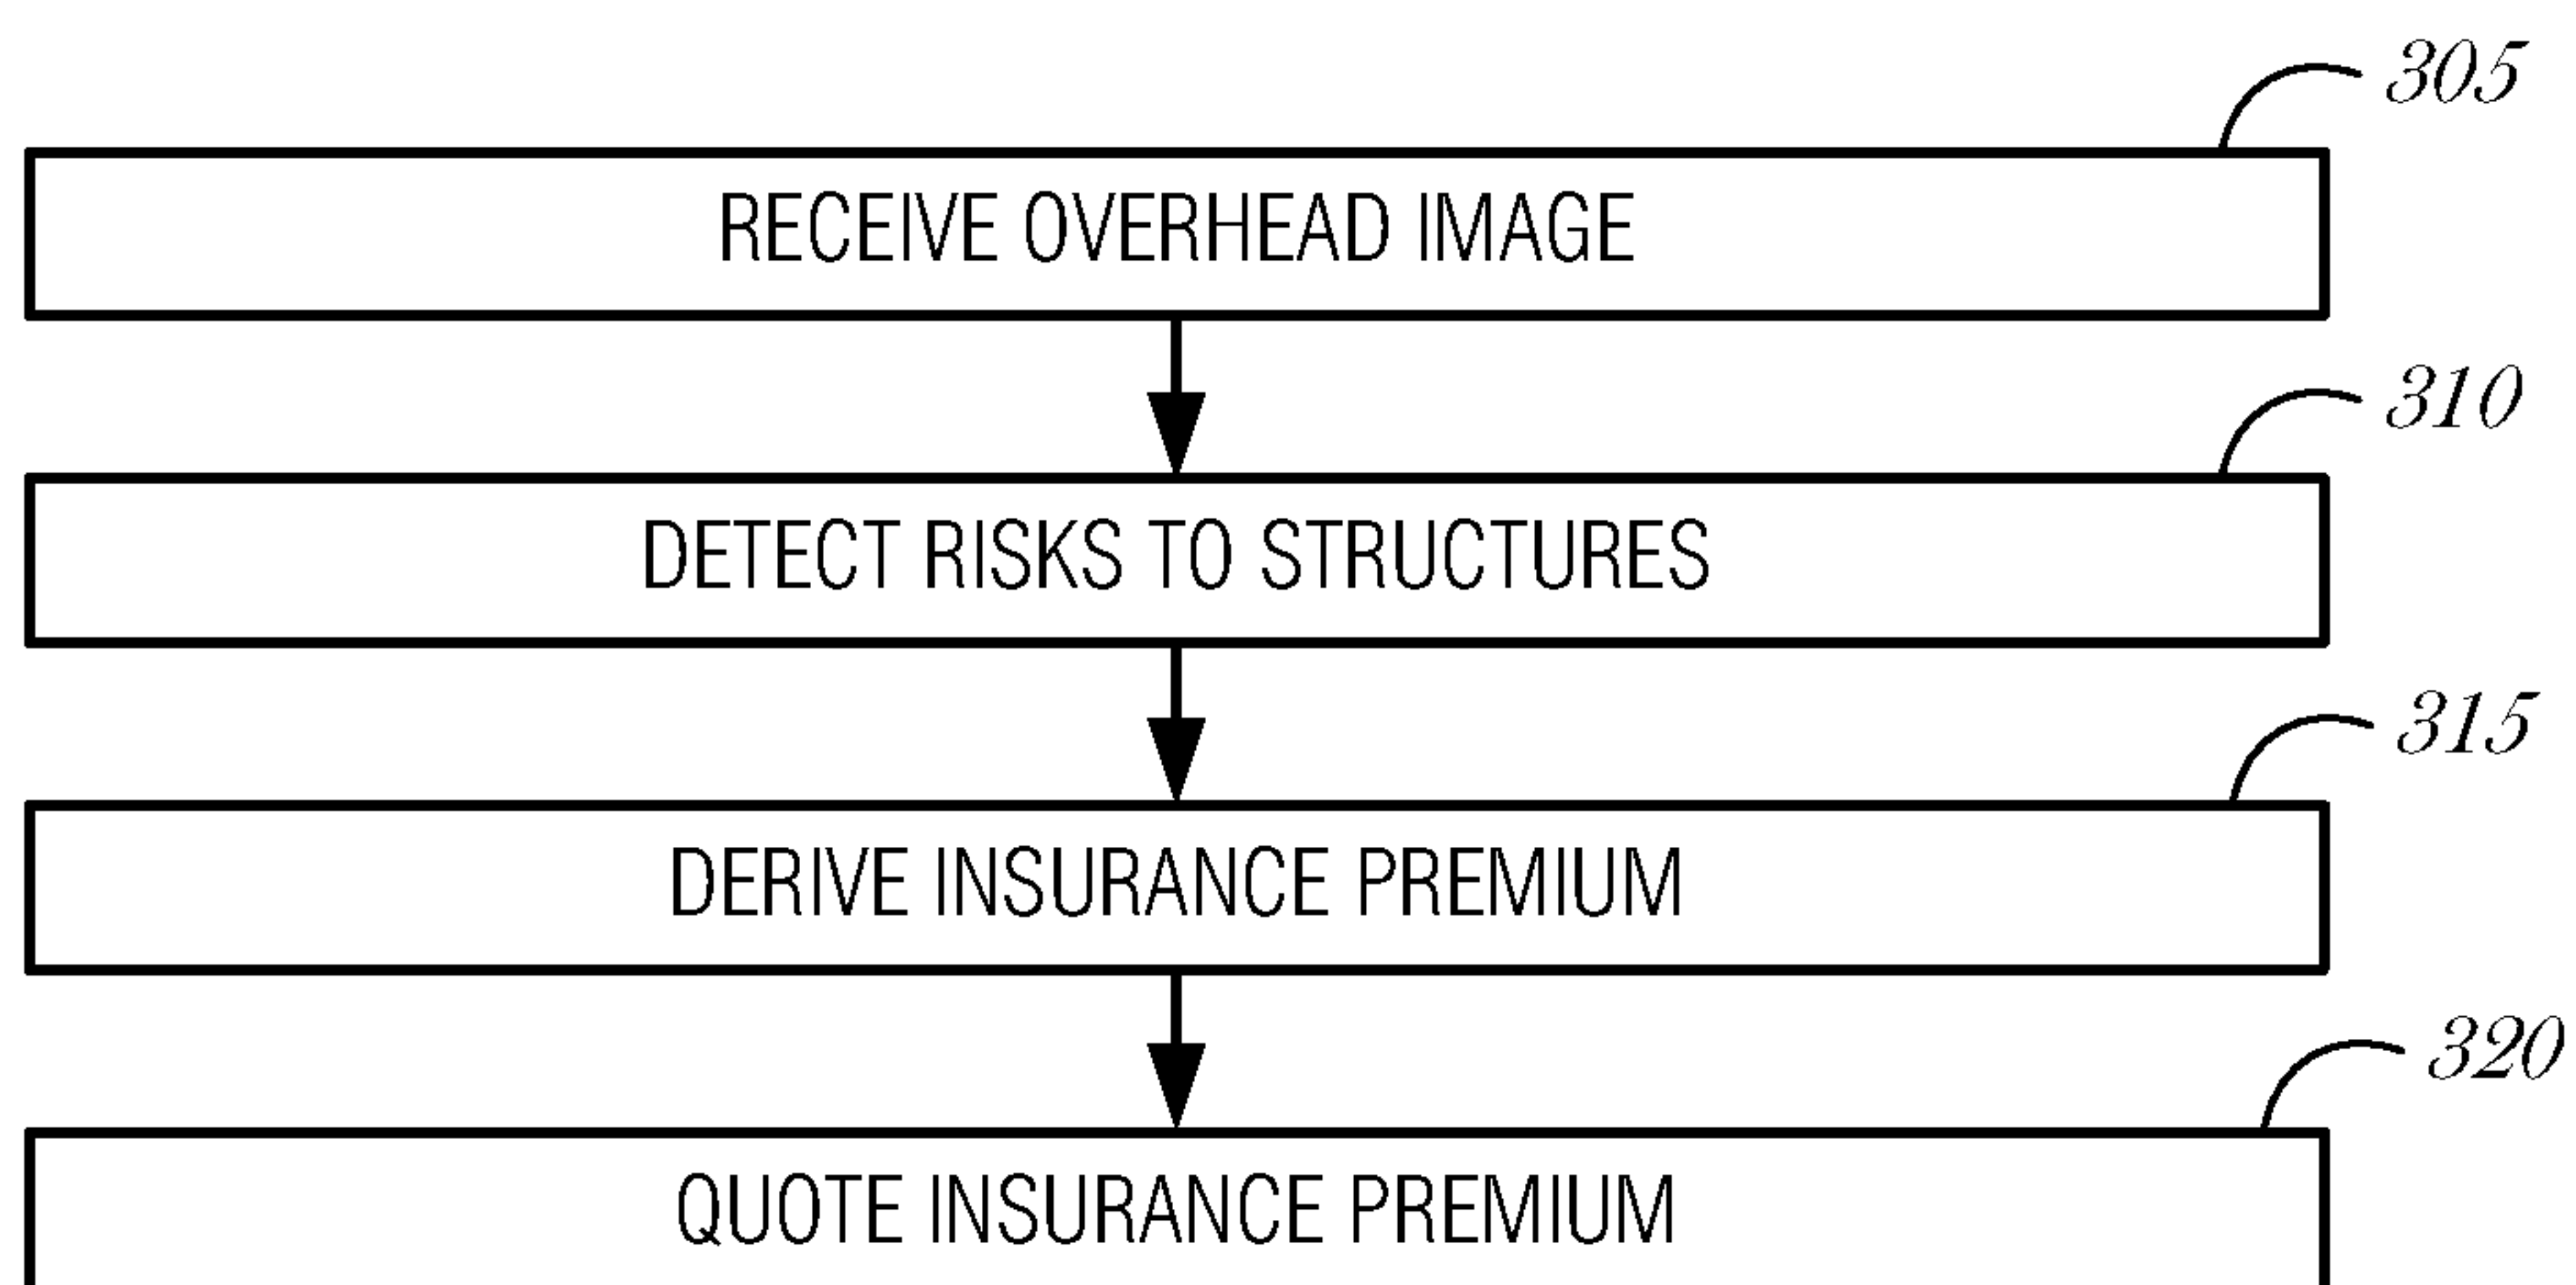 305
RECEIVE OVERHEAD IMAGE
310
DETECT RISKS TO STRUCTURES
315
DERIVE INSURANCE PREMIUM
320
QUOTE INSURANCE PREMIUM